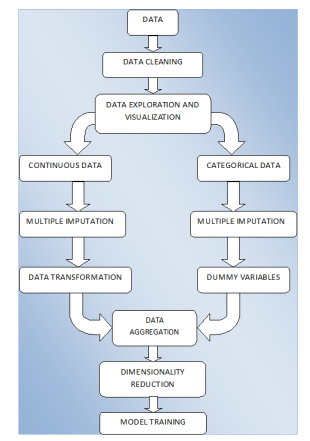 DATA
DATA CLEANING
DATA EXPLORATION AND
VISUALIZATION
CONTINUOUS DATA
CATEGORICAL DATA
MULTIPLE IMPUTATION
MULTIPLE IMPUTATION
DATA TRANSFORMATION
DUMMY VARIABLES
DATA
AGGREGATION
DIMENSIONALITY
REDUCTION
MODEL TRAINING